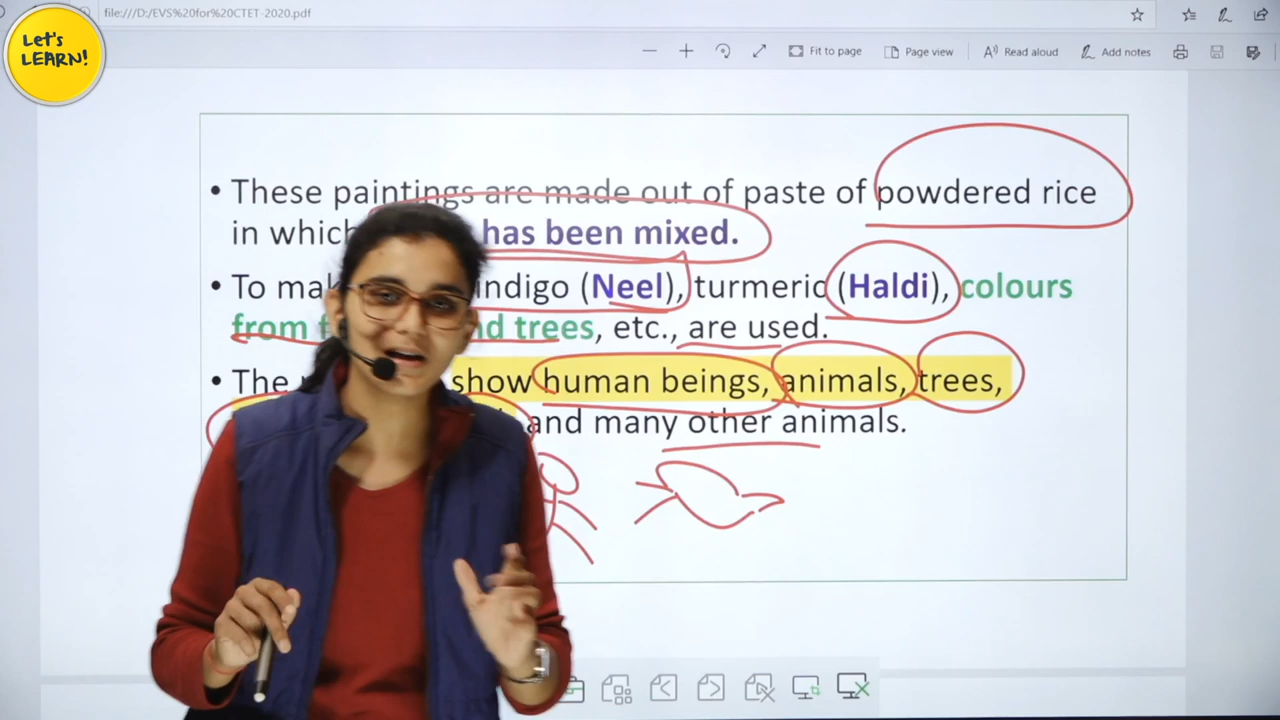 file:///D:/EVS%20for%20CTET-2020.pdf
Let's
LEARN!
Fit to page
Page view
Read aloud
Add notes
• These paintings are made out of paste of powdered rice
in which has been mixed.
• To indigo (Neel), turmeric (Haldi), colours
from trees, etc., are used.
• The show human beings, animals, trees,
and many other animals.